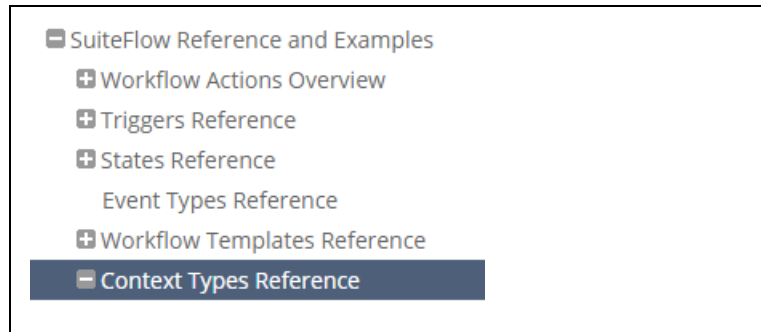 SuiteFlow Reference and Examples
Workflow Actions Overview
Triggers Reference
States Reference
Event Types Reference
Workflow Templates Reference
Context Types Reference